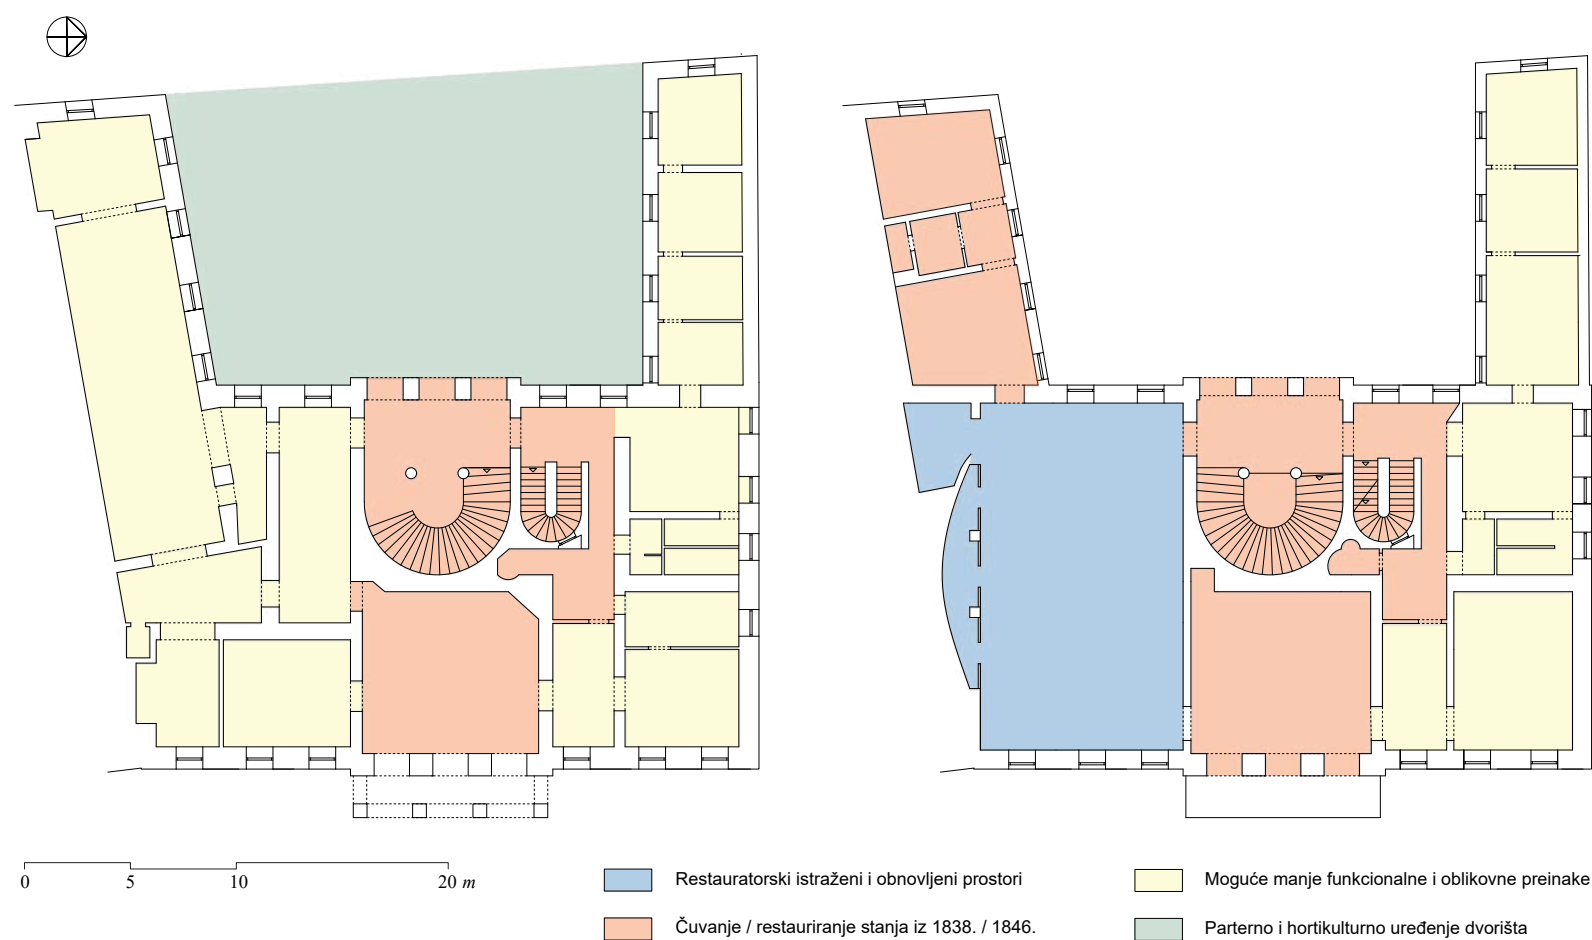 0 5 10 20 m
Restauratorski istraženi i obnovljeni prostori
Čuvanje / restauriranje stanja iz 1838. / 1846.
Moguće manje funkcionalne i oblikovne preinake
Parterno i hortikulturno uređenje dvorišta